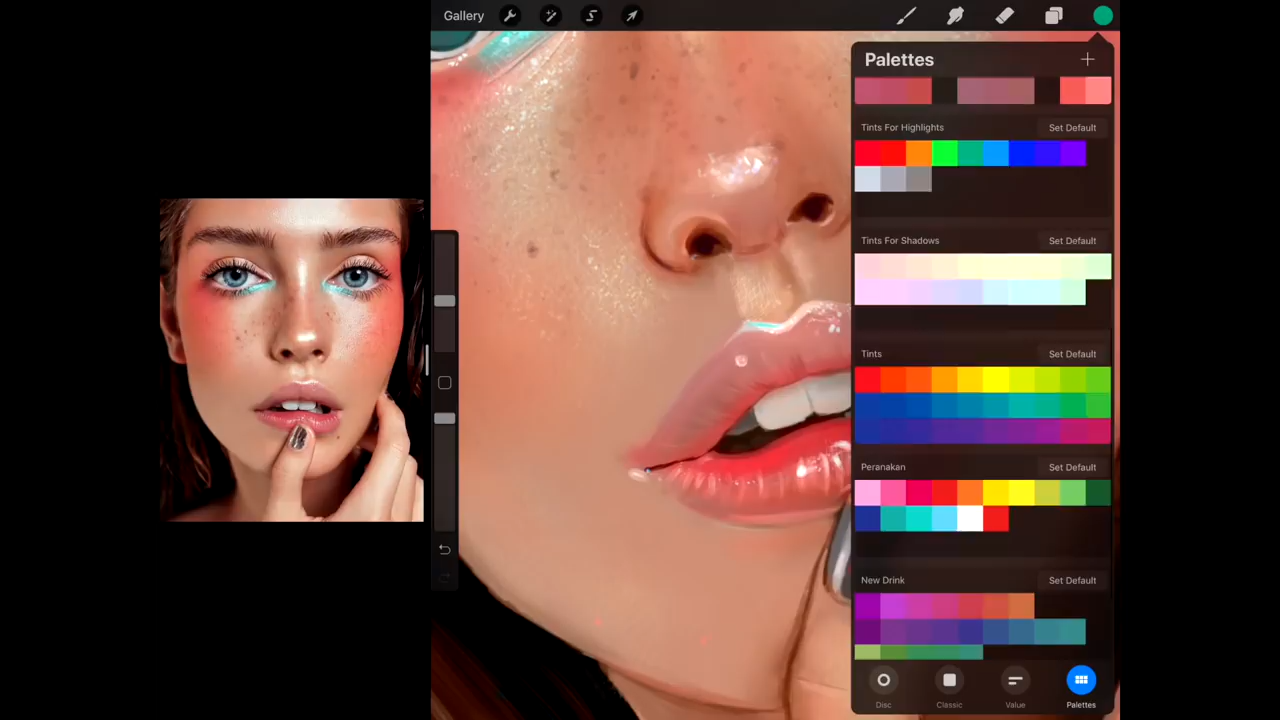 Gallery
Palettes
Tints For Highlights
Set Default
Tints For Shadows
Set Default
Tints
Set Default
Peranakan
Set Default
New Drink
Set Default
Disc
Classic
Value
Palettes